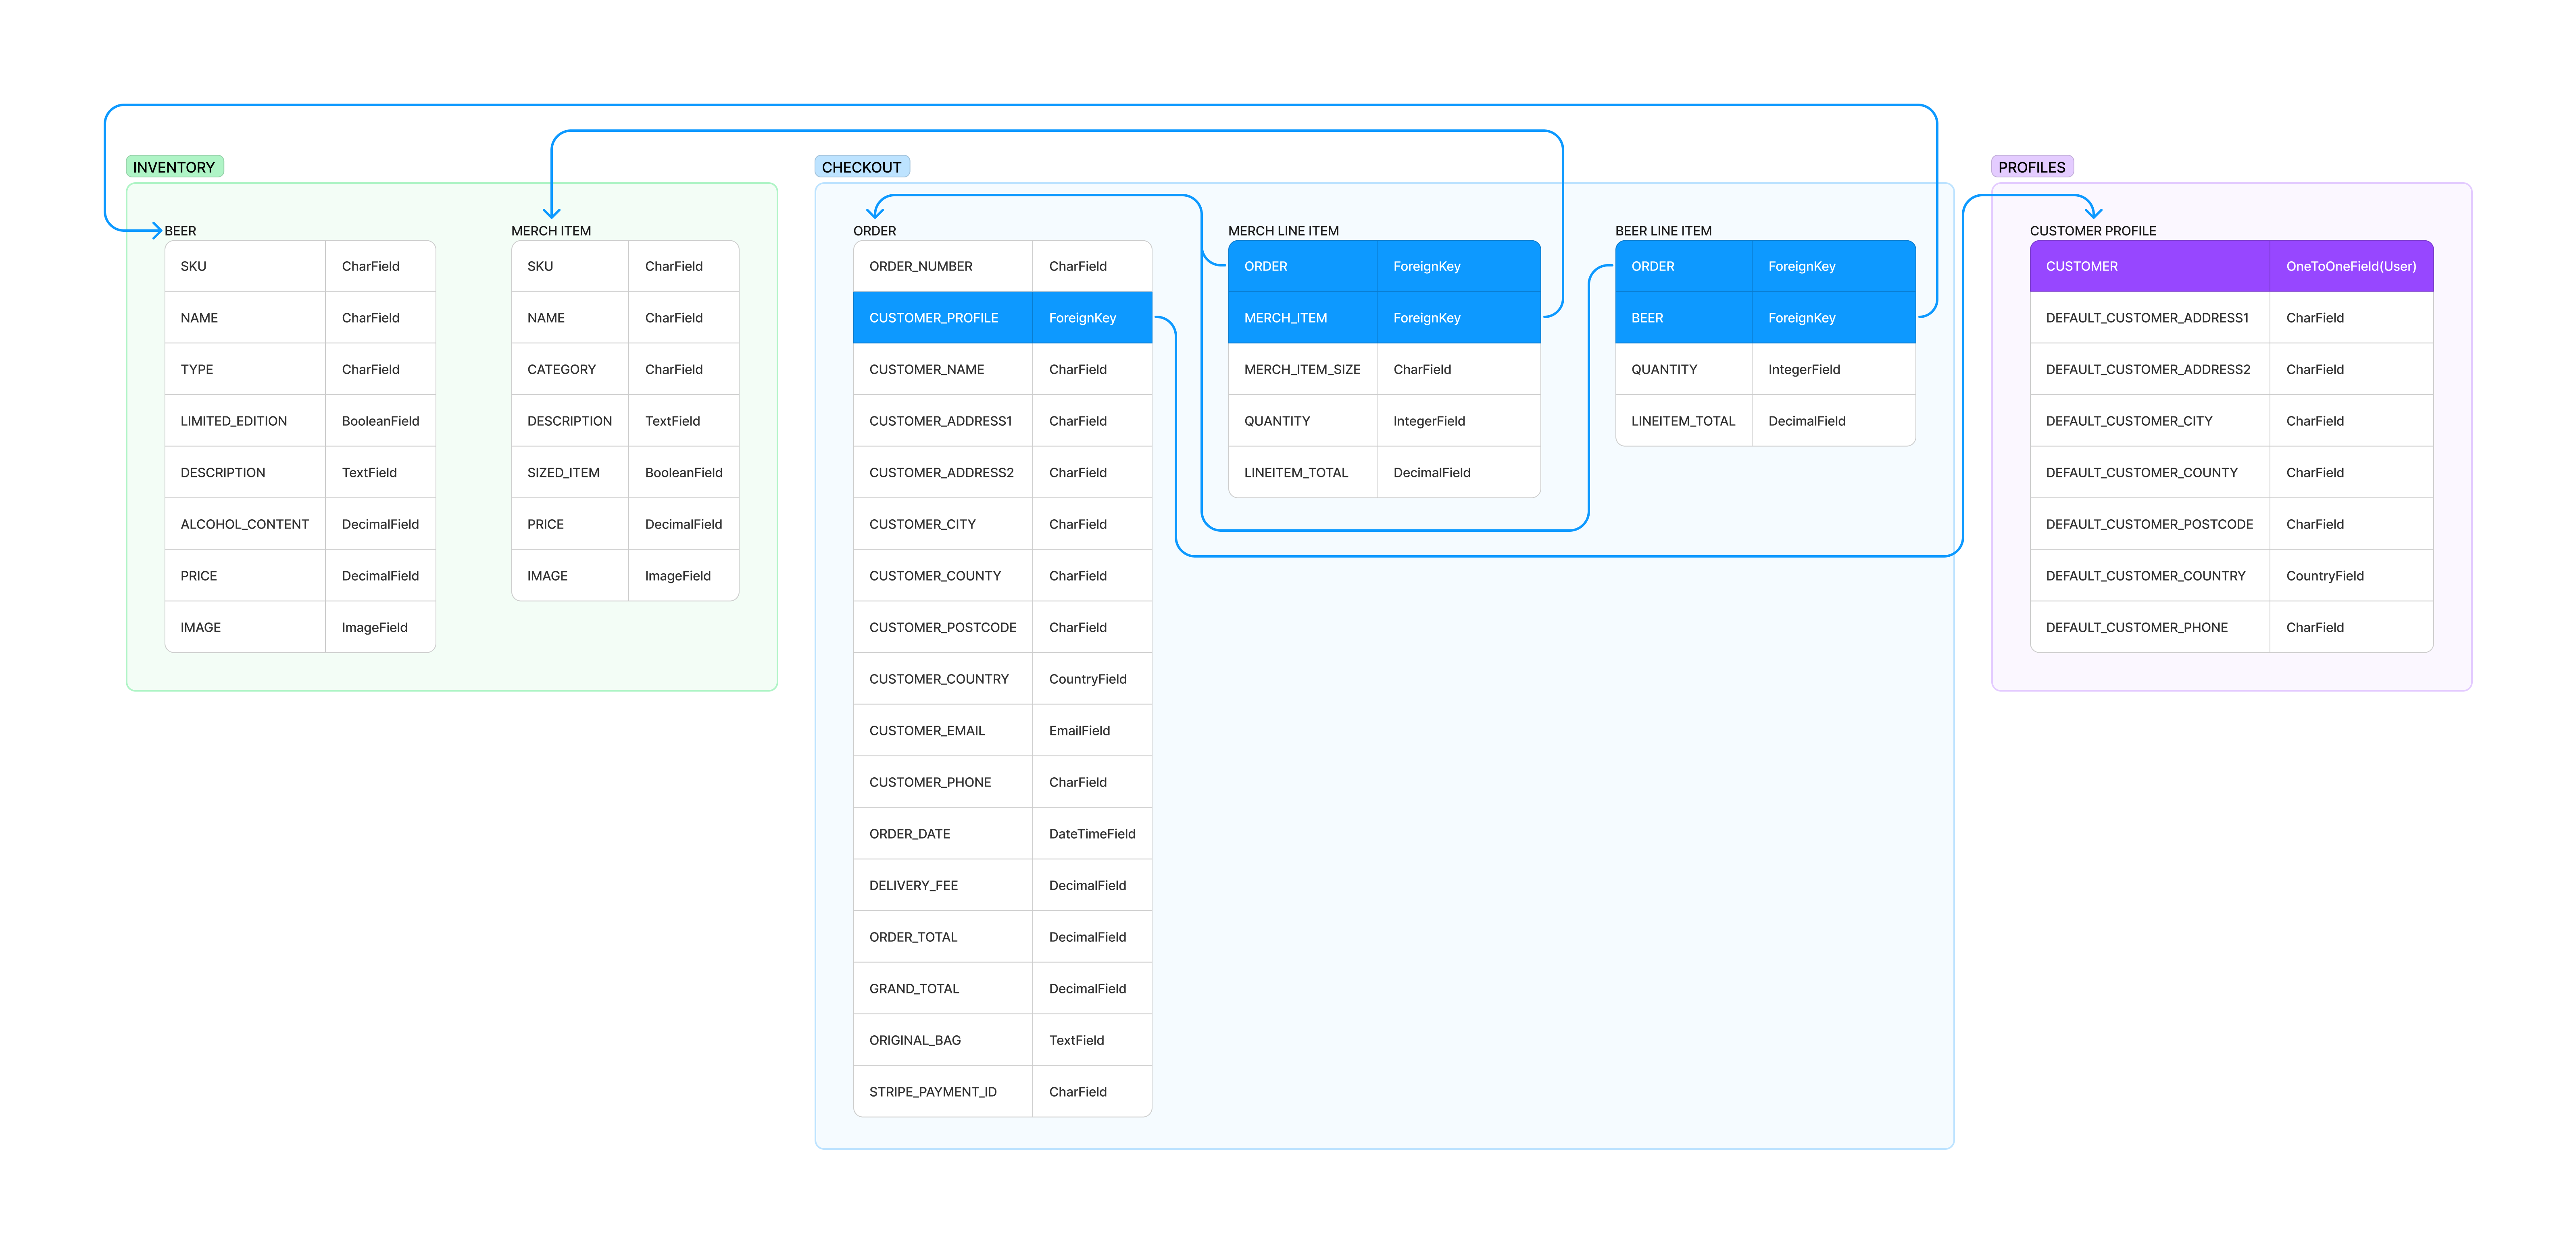 INVENTORY
BEER
SKU CharField
NAME CharField
TYPE CharField
LIMITED_EDITION BooleanField
DESCRIPTION TextField
ALCOHOL_CONTENT DecimalField
PRICE DecimalField
IMAGE ImageField
MERCH ITEM
SKU CharField
NAME CharField
CATEGORY CharField
DESCRIPTION TextField
SIZED_ITEM BooleanField
PRICE DecimalField
IMAGE ImageField
CHECKOUT
ORDER
ORDER_NUMBER CharField
CUSTOMER_PROFILE ForeignKey
CUSTOMER_NAME CharField
CUSTOMER_ADDRESS1 CharField
CUSTOMER_ADDRESS2 CharField
CUSTOMER_CITY CharField
CUSTOMER_COUNTY CharField
CUSTOMER_POSTCODE CharField
CUSTOMER_COUNTRY CountryField
CUSTOMER_EMAIL EmailField
CUSTOMER_PHONE CharField
ORDER_DATE DateTimeField
DELIVERY_FEE DecimalField
ORDER_TOTAL DecimalField
GRAND_TOTAL DecimalField
ORIGINAL_BAG TextField
STRIPE_PAYMENT_ID CharField
MERCH LINE ITEM
ORDER ForeignKey
MERCH_ITEM ForeignKey
MERCH_ITEM_SIZE CharField
QUANTITY IntegerField
LINEITEM_TOTAL DecimalField
BEER LINE ITEM
ORDER ForeignKey
BEER ForeignKey
QUANTITY IntegerField
LINEITEM_TOTAL DecimalField
PROFILES
CUSTOMER PROFILE
CUSTOMER OneToOneField(User)
DEFAULT_CUSTOMER_ADDRESS1 CharField
DEFAULT_CUSTOMER_ADDRESS2 CharField
DEFAULT_CUSTOMER_CITY CharField
DEFAULT_CUSTOMER_COUNTY CharField
DEFAULT_CUSTOMER_POSTCODE CharField
DEFAULT_CUSTOMER_COUNTRY CountryField
DEFAULT_CUSTOMER_PHONE CharField